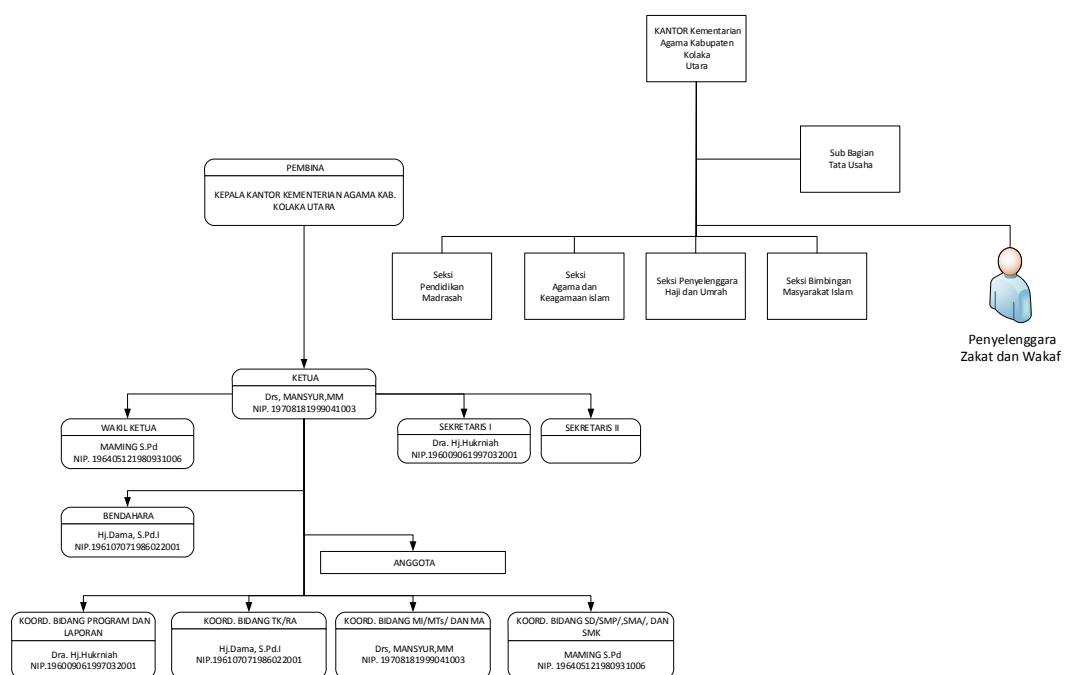 KANTOR Kementarian
Agama Kabupaten
Kolaka
Utara
Sub Bagian
Tata Usaha
Seksi
Pendidikan
Madrasah
Seksi
Agama dan
Keagamaan islam
Seksi Penyelenggara
Haji dan Umrah
Seksi Bimbingan
Masyarakat Islam
Penyelenggara
Zakat dan Wakaf
PEMBINA
KEPALA KANTOR KEMENTERIAN AGAMA KAB.
KOLAKA UTARA
KETUA
Drs, MANSYUR,MM
NIP. 19708181999041003
WAKIL KETUA
MAMING S.Pd
NIP. 196405121980931006
SEKRETARIS I
Dra. Hj.Hukrniah
NIP.196009061997032001
SEKRETARIS II
BENDAHARA
Hj.Dama, S.Pd.I
NIP.196107071986022001
ANGGOTA
KOORD. BIDANG PROGRAM DAN
LAPORAN
Dra. Hj.Hukrniah
NIP.196009061997032001
KOORD. BIDANG TK/RA
Hj.Dama, S.Pd.I
NIP.196107071986022001
KOORD. BIDANG MI/MTs/ DAN MA
Drs, MANSYUR,MM
NIP. 19708181999041003
KOORD. BIDANG SD/SMP/,SMA/, DAN
SMK
MAMING S.Pd
NIP. 196405121980931006